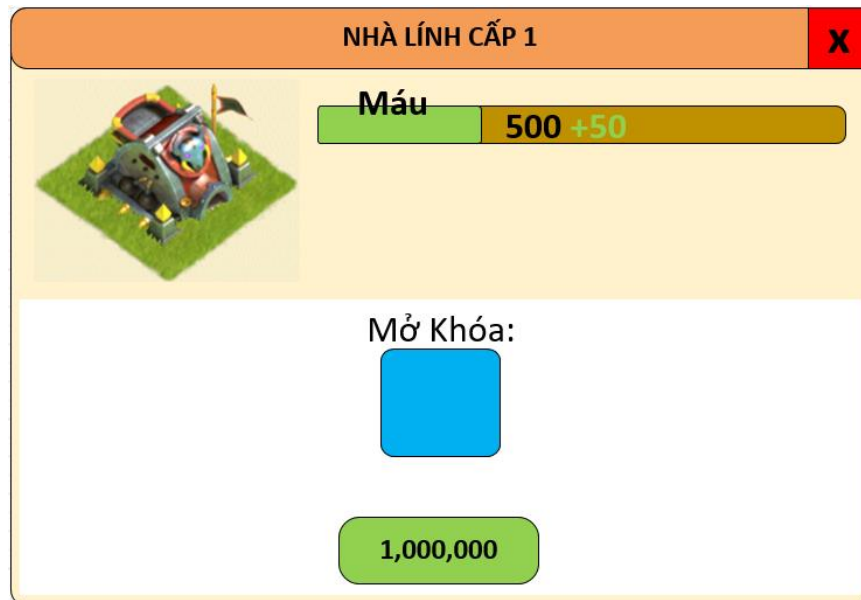 NHÀ LÍNH CẤP 1
X
Máu
500 +50
Mở Khóa:
1,000,000